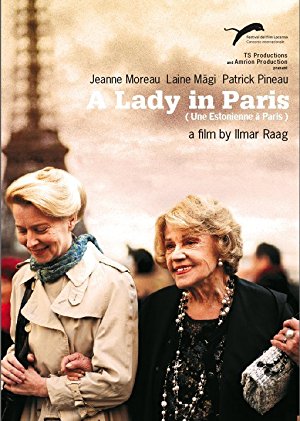 Festival del film Locarno
Concorso internazionale
TS Productions
and Amrion Production
present
Jeanne Moreau Laine Mägi Patrick Pineau
A Lady in Paris
( Une Estonienne à Paris )
a film by Ilmar Raag